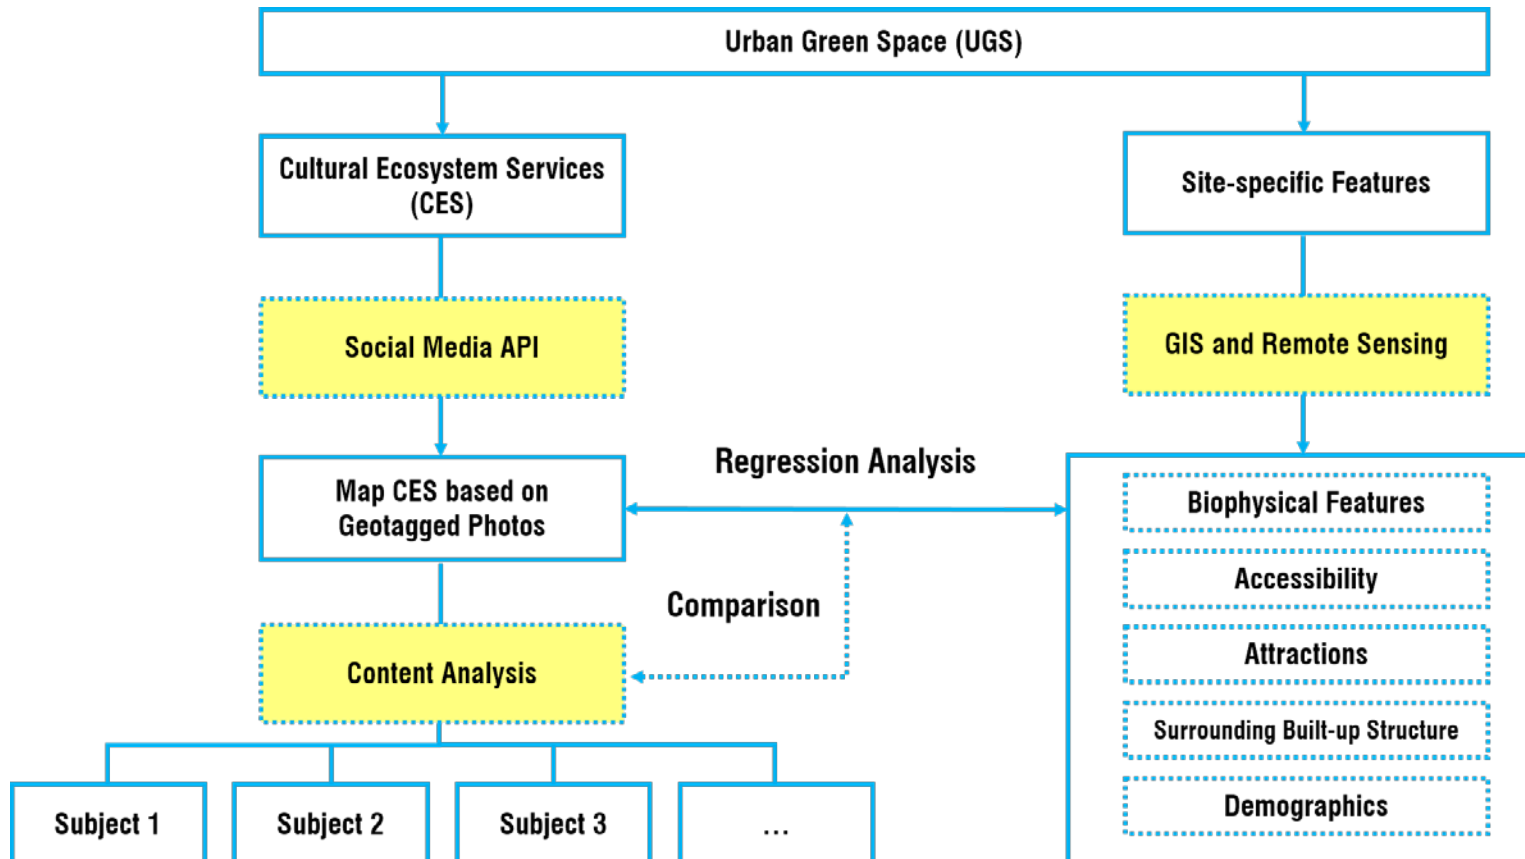 Urban Green Space (UGS)
Cultural Ecosystem Services
(CES)
Site-specific Features
Social Media API
GIS and Remote Sensing
Regression Analysis
Map CES based on
Geotagged Photos
Biophysical Features
Accessibility
Comparison
Attractions
Content Analysis
Surrounding Built-up Structure
Demographics
Subject 1
Subject 2
Subject 3
...